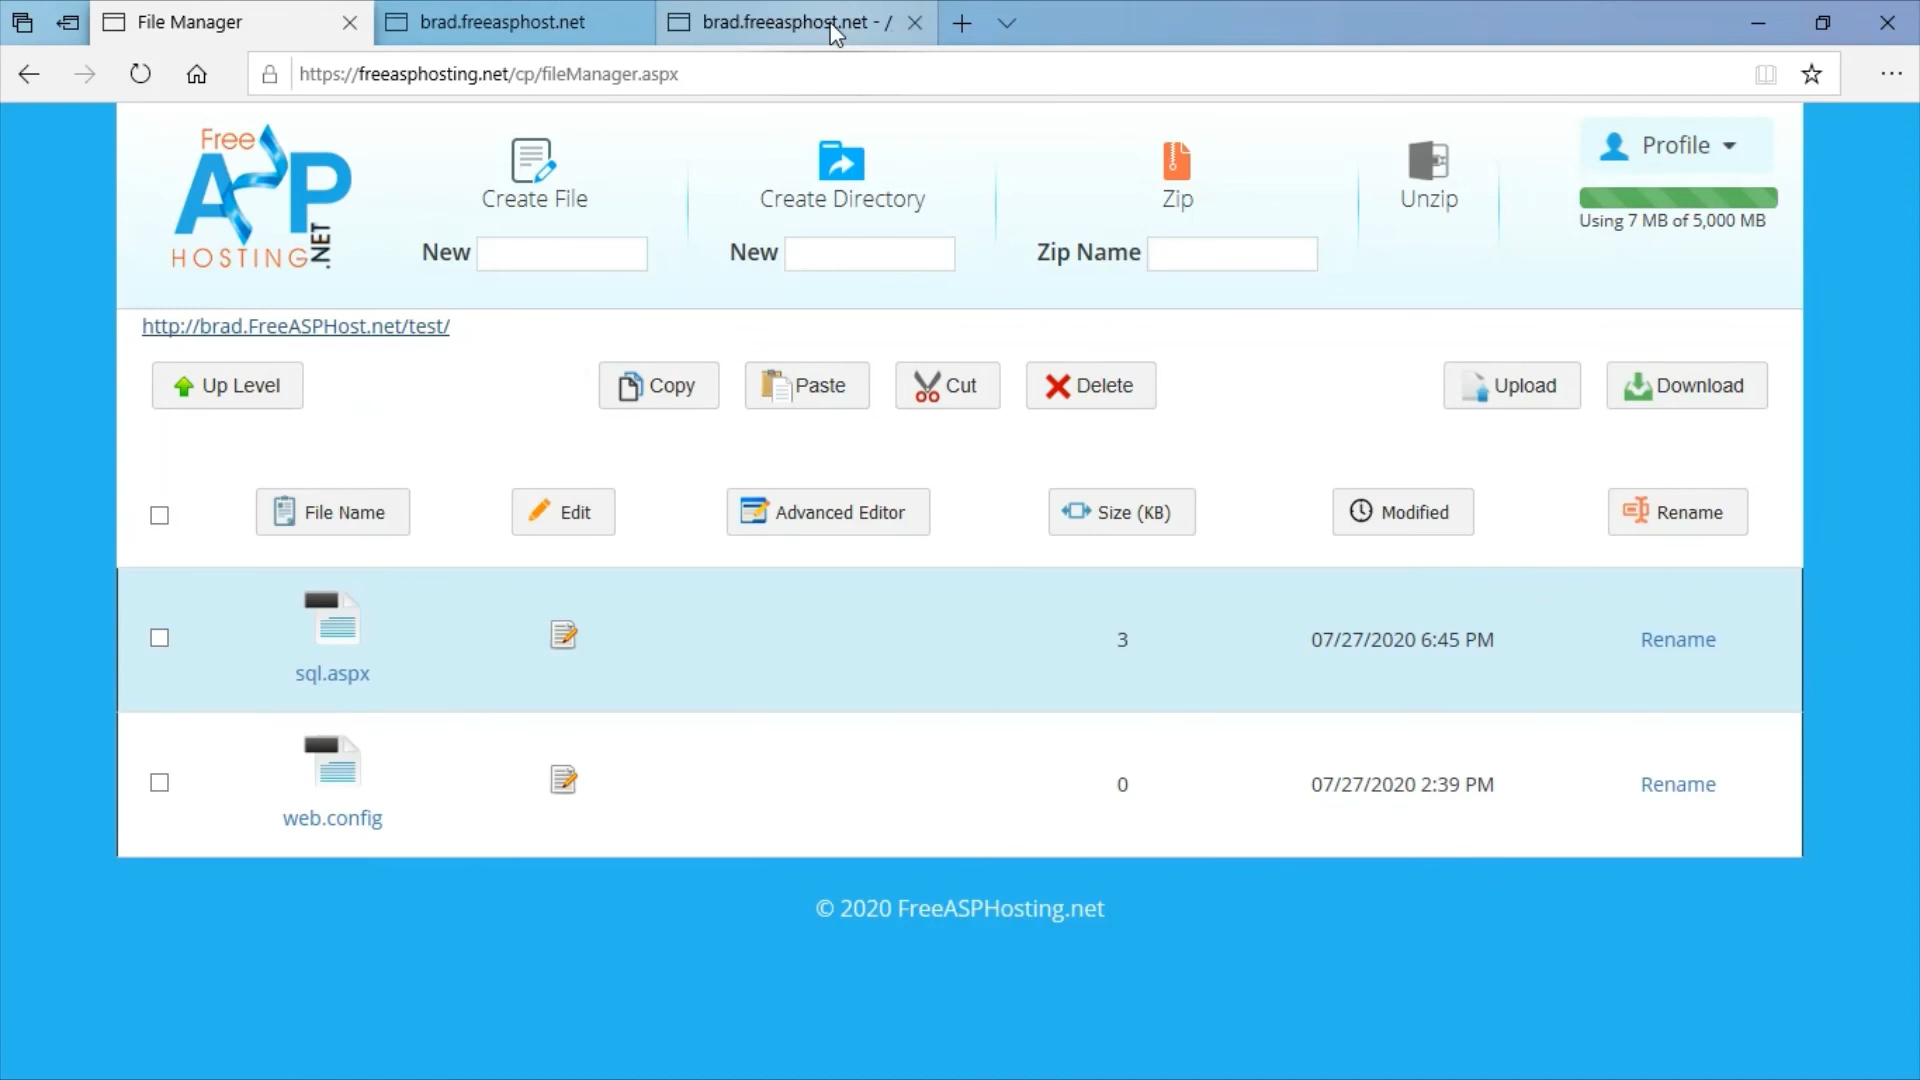 File Manager
brad.freeasphost.net
brad.freeasphost.net - /
https://freeasphosting.net/cp/fileManager.aspx
Free
ASP
HOSTING
.NET
Create File
Create Directory
Zip
Unzip
Profile
Using 7 MB of 5,000 MB
New
New
Zip Name
http://brad.FreeASPHost.net/test/
Up Level
Copy
Paste
Cut
Delete
Upload
Download
File Name
Edit
Advanced Editor
Size (KB)
Modified
Rename
sql.aspx
3
07/27/2020 6:45 PM
Rename
web.config
0
07/27/2020 2:39 PM
Rename
© 2020 FreeASPHosting.net